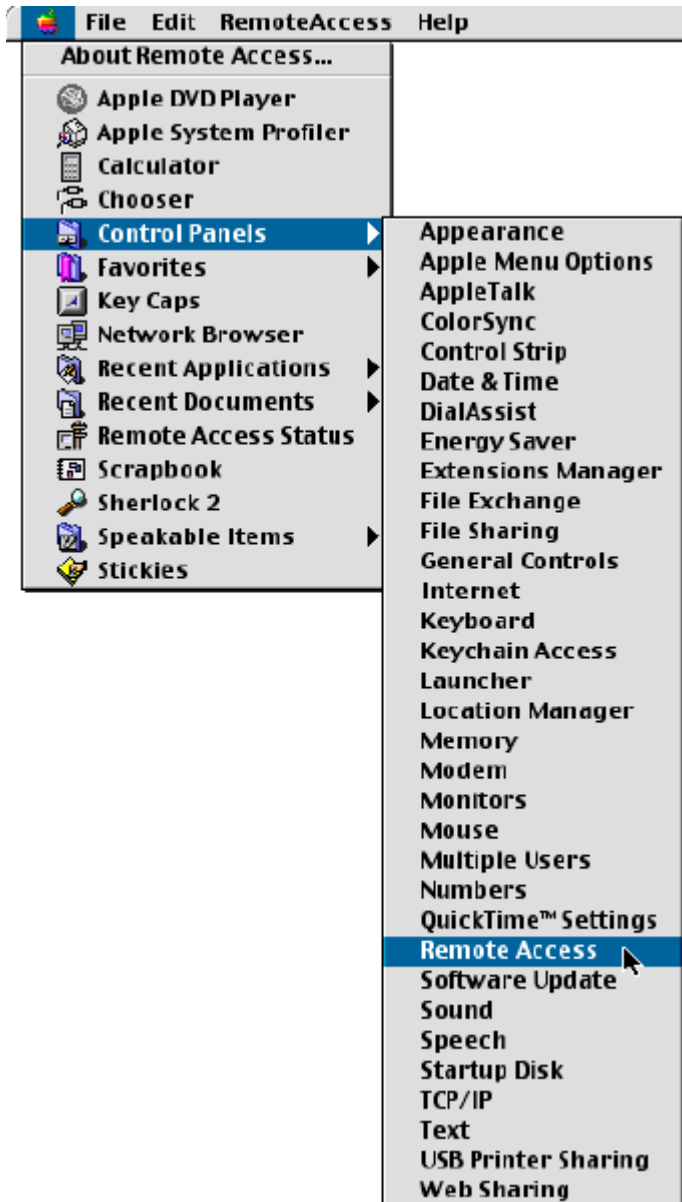 File Edit RemoteAccess Help
About Remote Access...
Apple DVD Player
Apple System Profiler
Calculator
Chooser
Control Panels
Favorites
Key Caps
Network Browser
Recent Applications
Recent Documents
Remote Access Status
Scrapbook
Sherlock 2
Speakable Items
Stickies
Appearance
Apple Menu Options
AppleTalk
ColorSync
Control Strip
Date & Time
DialAssist
Energy Saver
Extensions Manager
File Exchange
File Sharing
General Controls
Internet
Keyboard
Keychain Access
Launcher
Location Manager
Memory
Modem
Monitors
Mouse
Multiple Users
Numbers
QuickTime™ Settings
Remote Access
Software Update
Sound
Speech
Startup Disk
TCP/IP
Text
USB Printer Sharing
Web Sharing